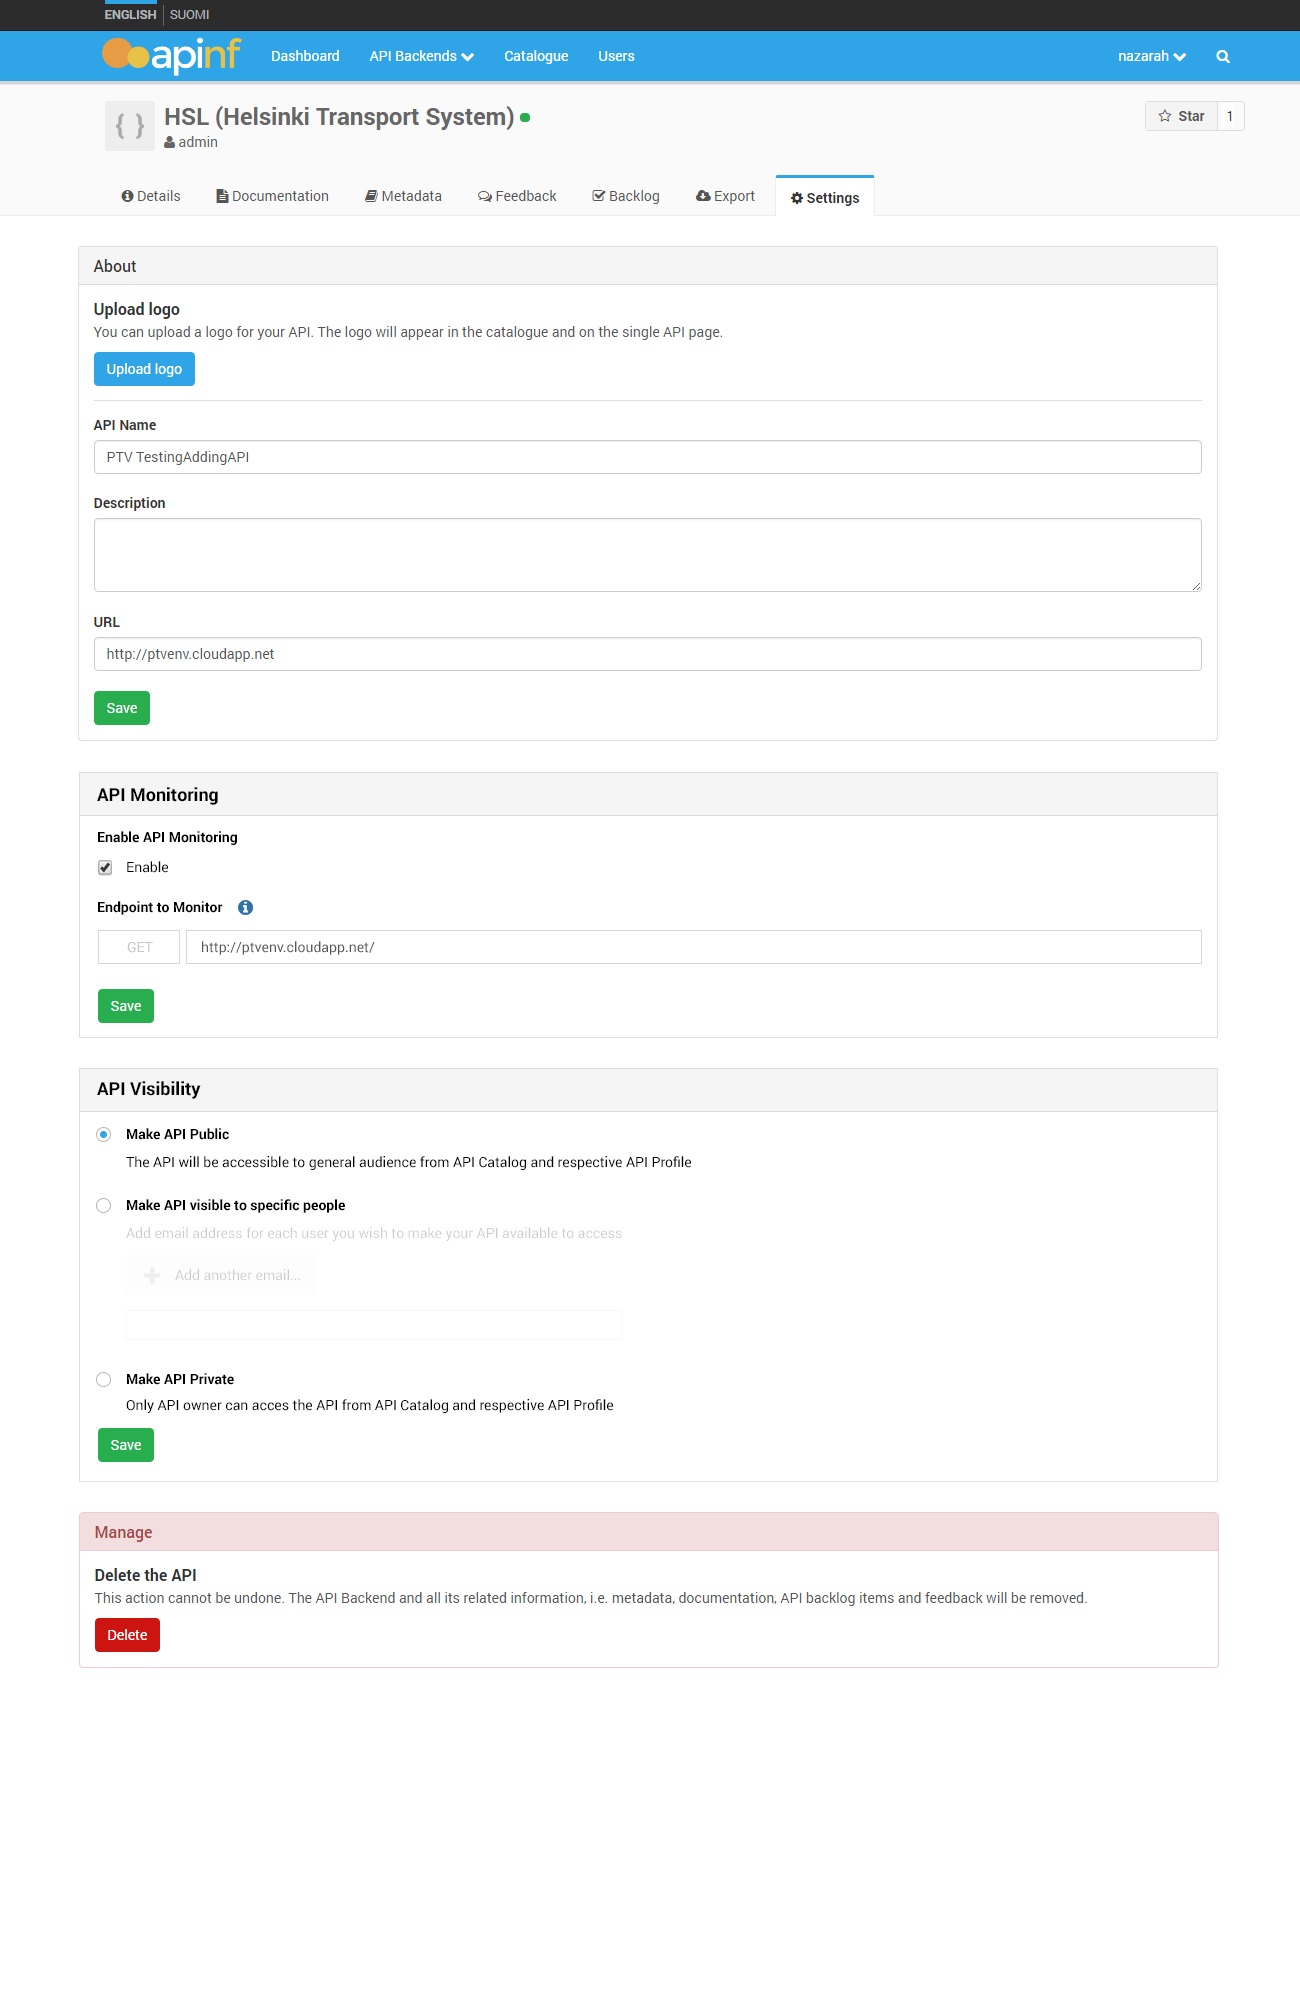 ENGLISH SUOMI
apinf Dashboard API Backends Catalogue Users nazarah
HSL (Helsinki Transport System)
admin
Star 1
Details Documentation Metadata Feedback Backlog Export Settings
About
Upload logo
You can upload a logo for your API. The logo will appear in the catalogue and on the single API page.
Upload logo
API Name
PTV TestingAddingAPI
Description
URL
http://ptvenv.cloudapp.net
Save
API Monitoring
Enable API Monitoring
Enable
Endpoint to Monitor
GET http://ptvenv.cloudapp.net/
Save
API Visibility
Make API Public
The API will be accessible to general audience from API Catalog and respective API Profile
Make API visible to specific people
Add email address for each user you wish to make your API available to access
Add another email...
Make API Private
Only API owner can acces the API from API Catalog and respective API Profile
Save
Manage
Delete the API
This action cannot be undone. The API Backend and all its related information, i.e. metadata, documentation, API backlog items and feedback will be removed.
Delete